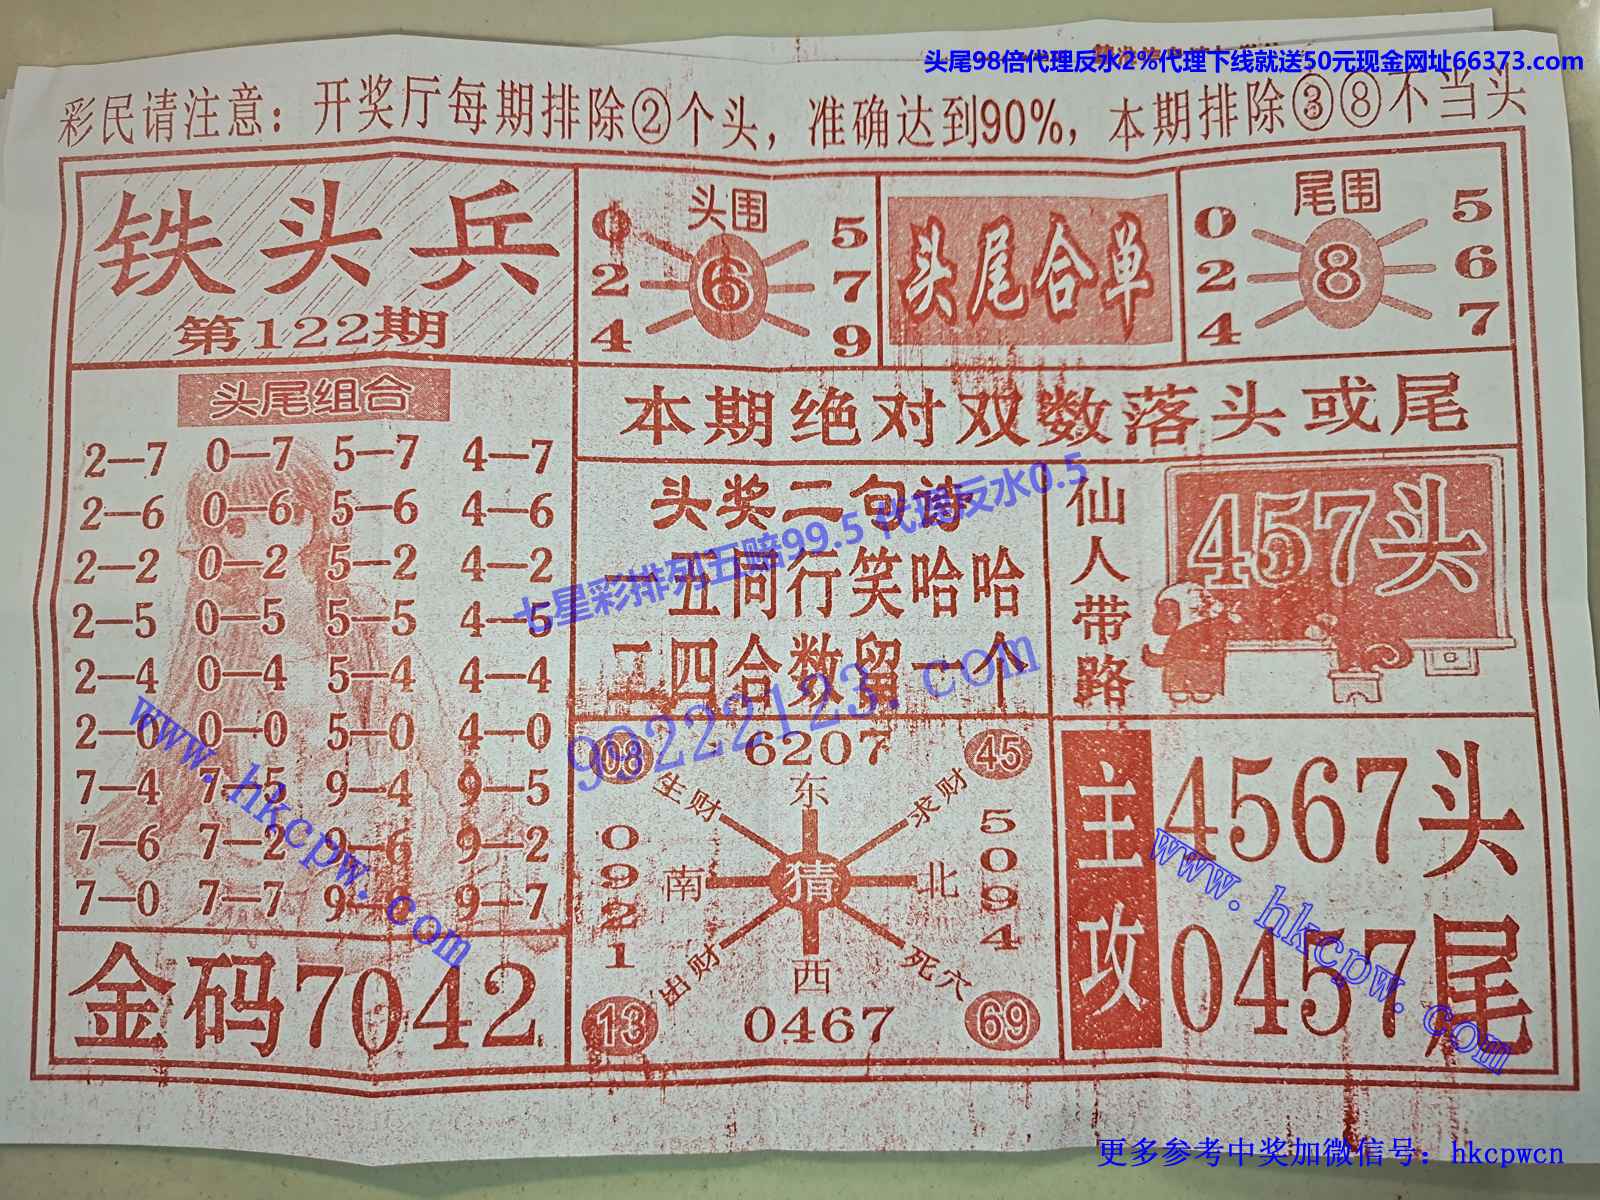 头尾98倍代理反水2%代理下线就送50元现金网址66373.com
彩民请注意：开奖厅每期排除②个头，准确达到90%，本期排除③⑧不当头
铁头兵
第122期
头围
0 5
2 6 7
4 9
头尾合单
尾围
0 5
2 8 6
4 7
头尾组合
2—7 0—7 5—7 4—7
2—6 0—6 5—6 4—6
2—2 0—2 5—2 4—2
2—5 0—5 5—5 4—5
2—4 0—4 5—4 4—4
2—0 0—0 5—0 4—0
7—4 7—5 9—4 9—5
7—6 7—2 9—6 9—2
7—0 7—7 9—0 9—7
金码7042
本期绝对双数落头或尾
头奖二句诗
一五同行笑哈哈
二四合数留一个
仙人带路
457头
08 6207 45
生财 东 求财
0921 南 猜 北 5094
出财 西 死穴
13 0467 69
主攻
4567头
0457尾
七星彩排列五赔99.5 代理反水0.5
99222123.com
www.hkcpw.com
www.hkcpw.com
更多参考中奖加微信号：hkcpwcn